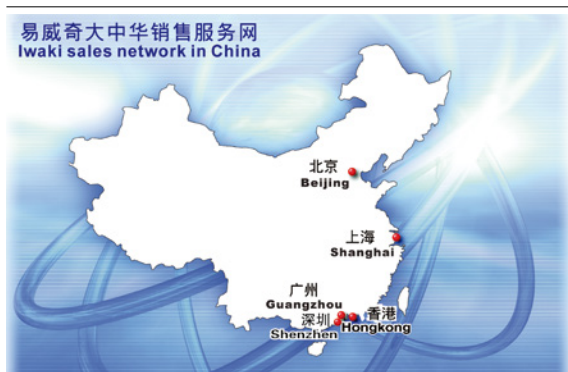 易威奇大中华销售服务网
Iwaki sales network in China
北京
Beijing
上海
Shanghai
广州
Guangzhou
深圳
Shenzhen
香港
Hongkong